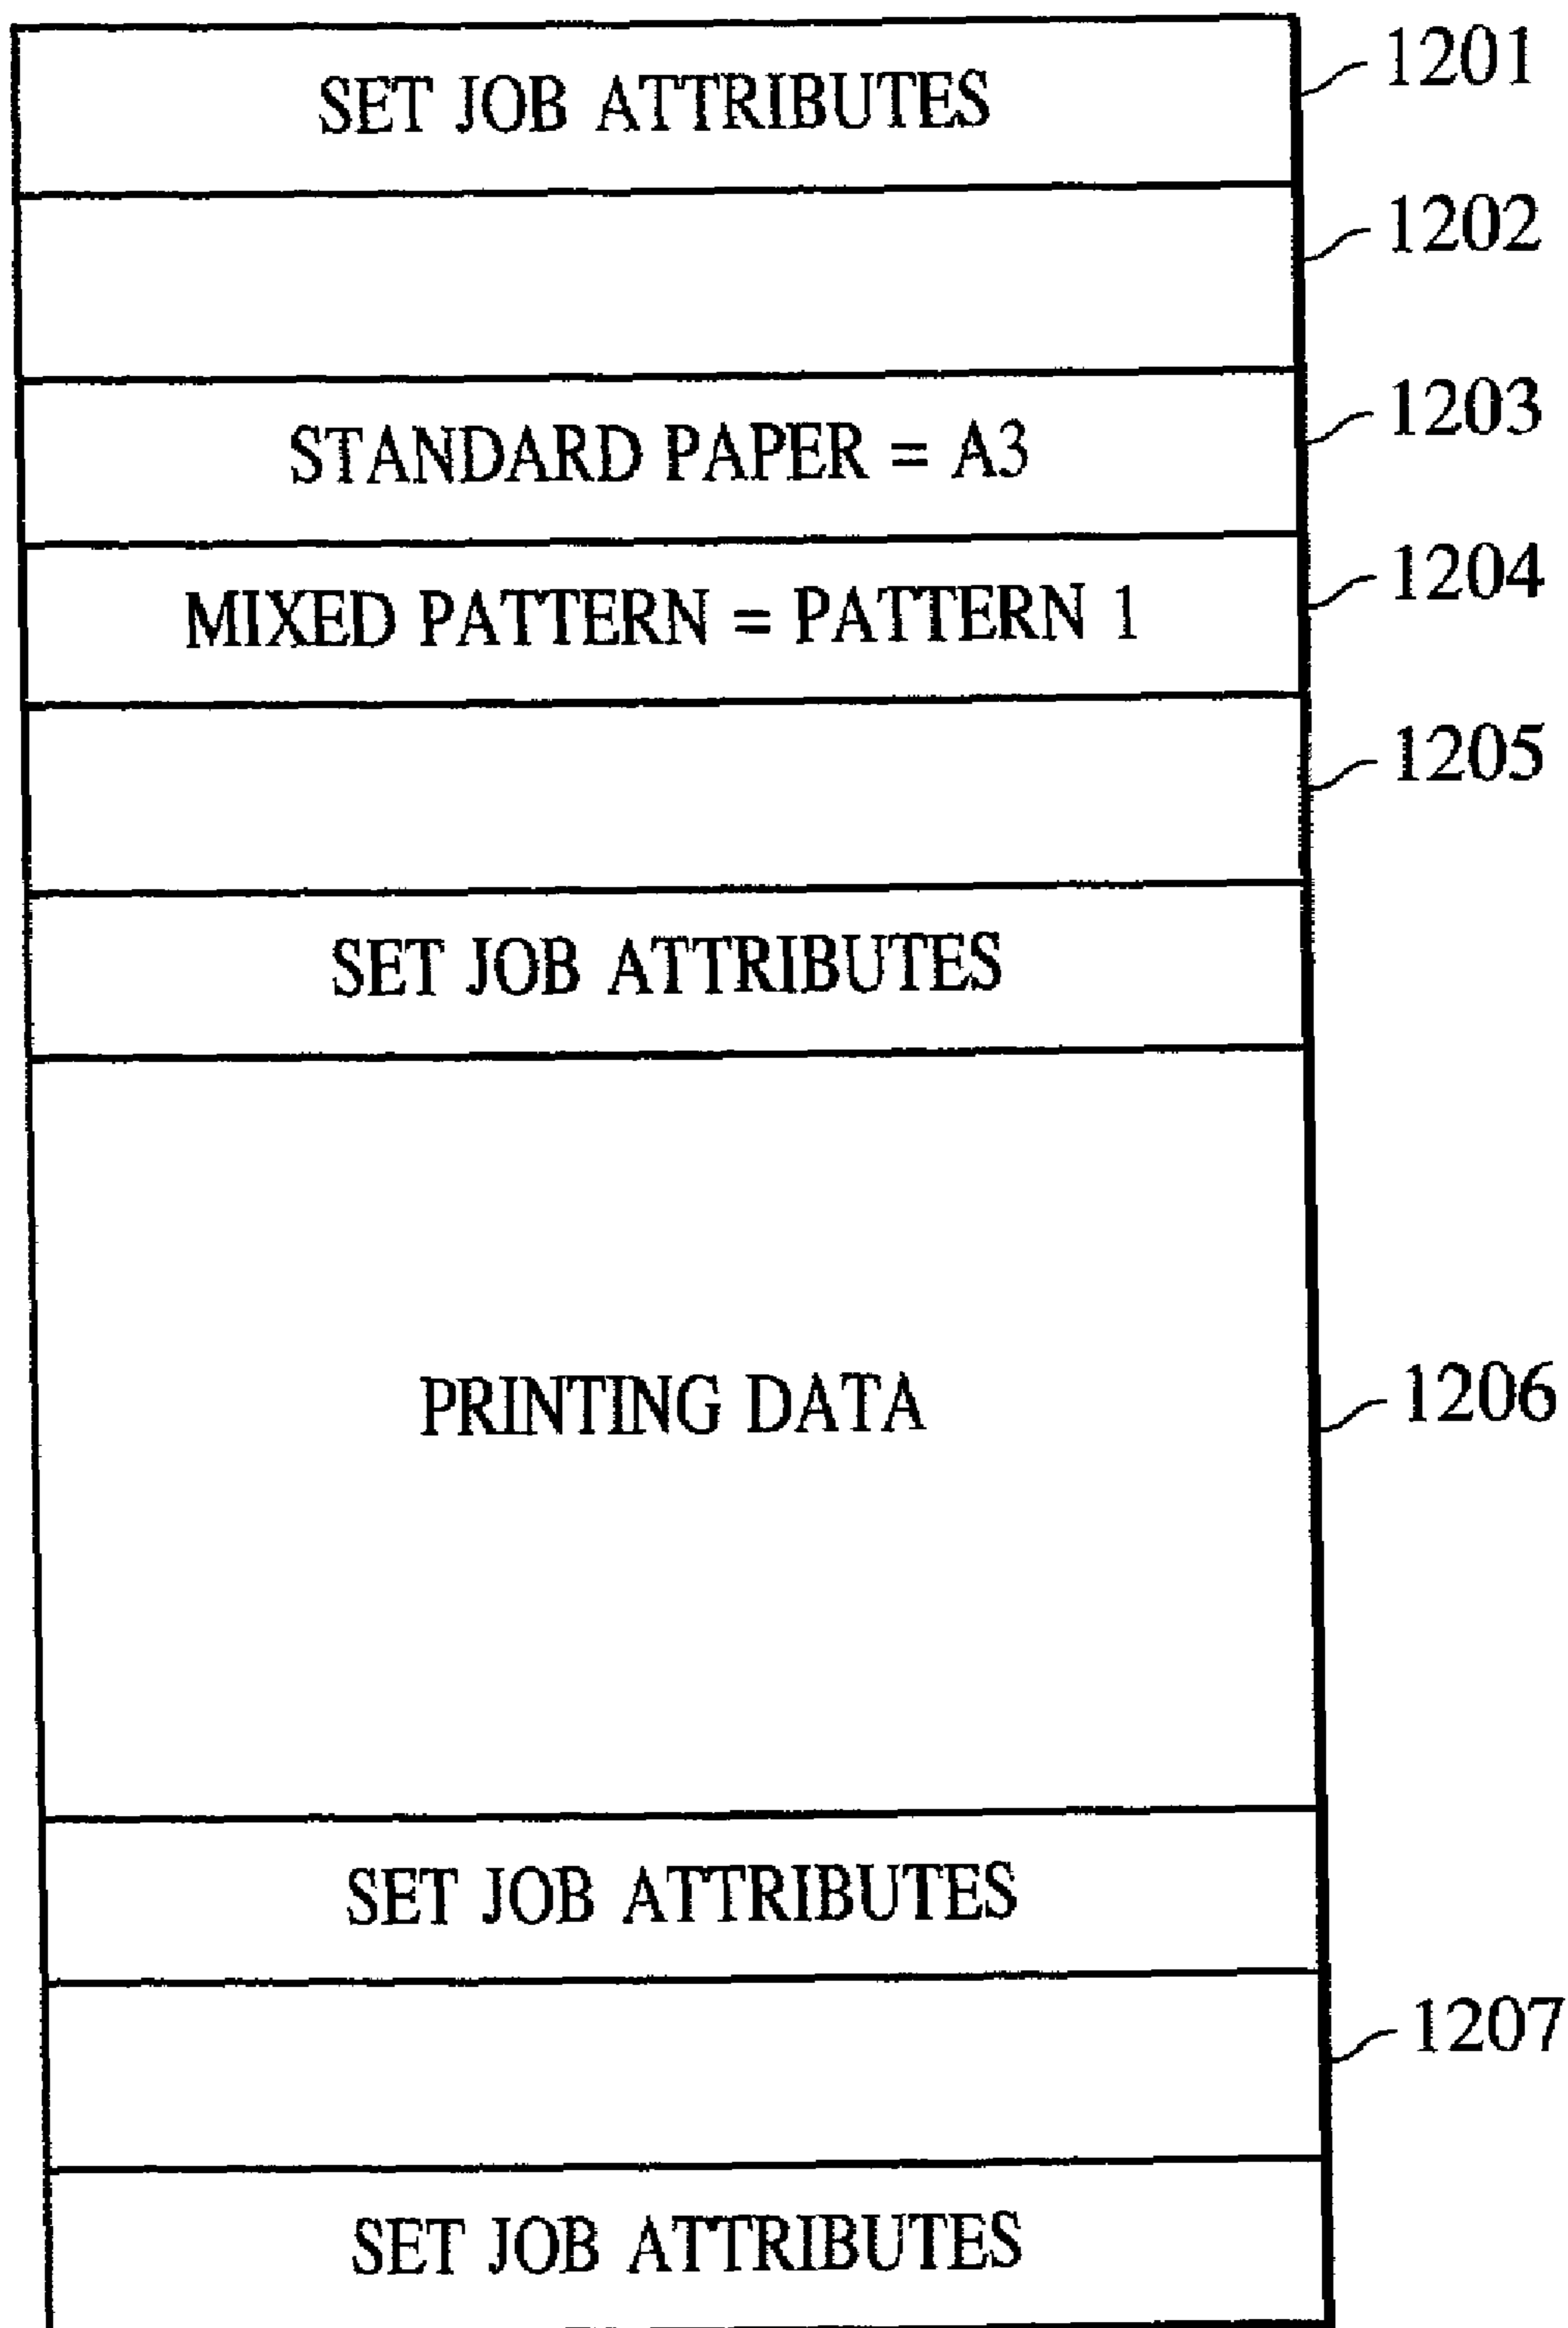 SET JOB ATTRIBUTES 1201
1202
STANDARD PAPER = A3 1203
MIXED PATTERN = PATTERN 1 1204
1205
SET JOB ATTRIBUTES
PRINTING DATA 1206
SET JOB ATTRIBUTES
1207
SET JOB ATTRIBUTES